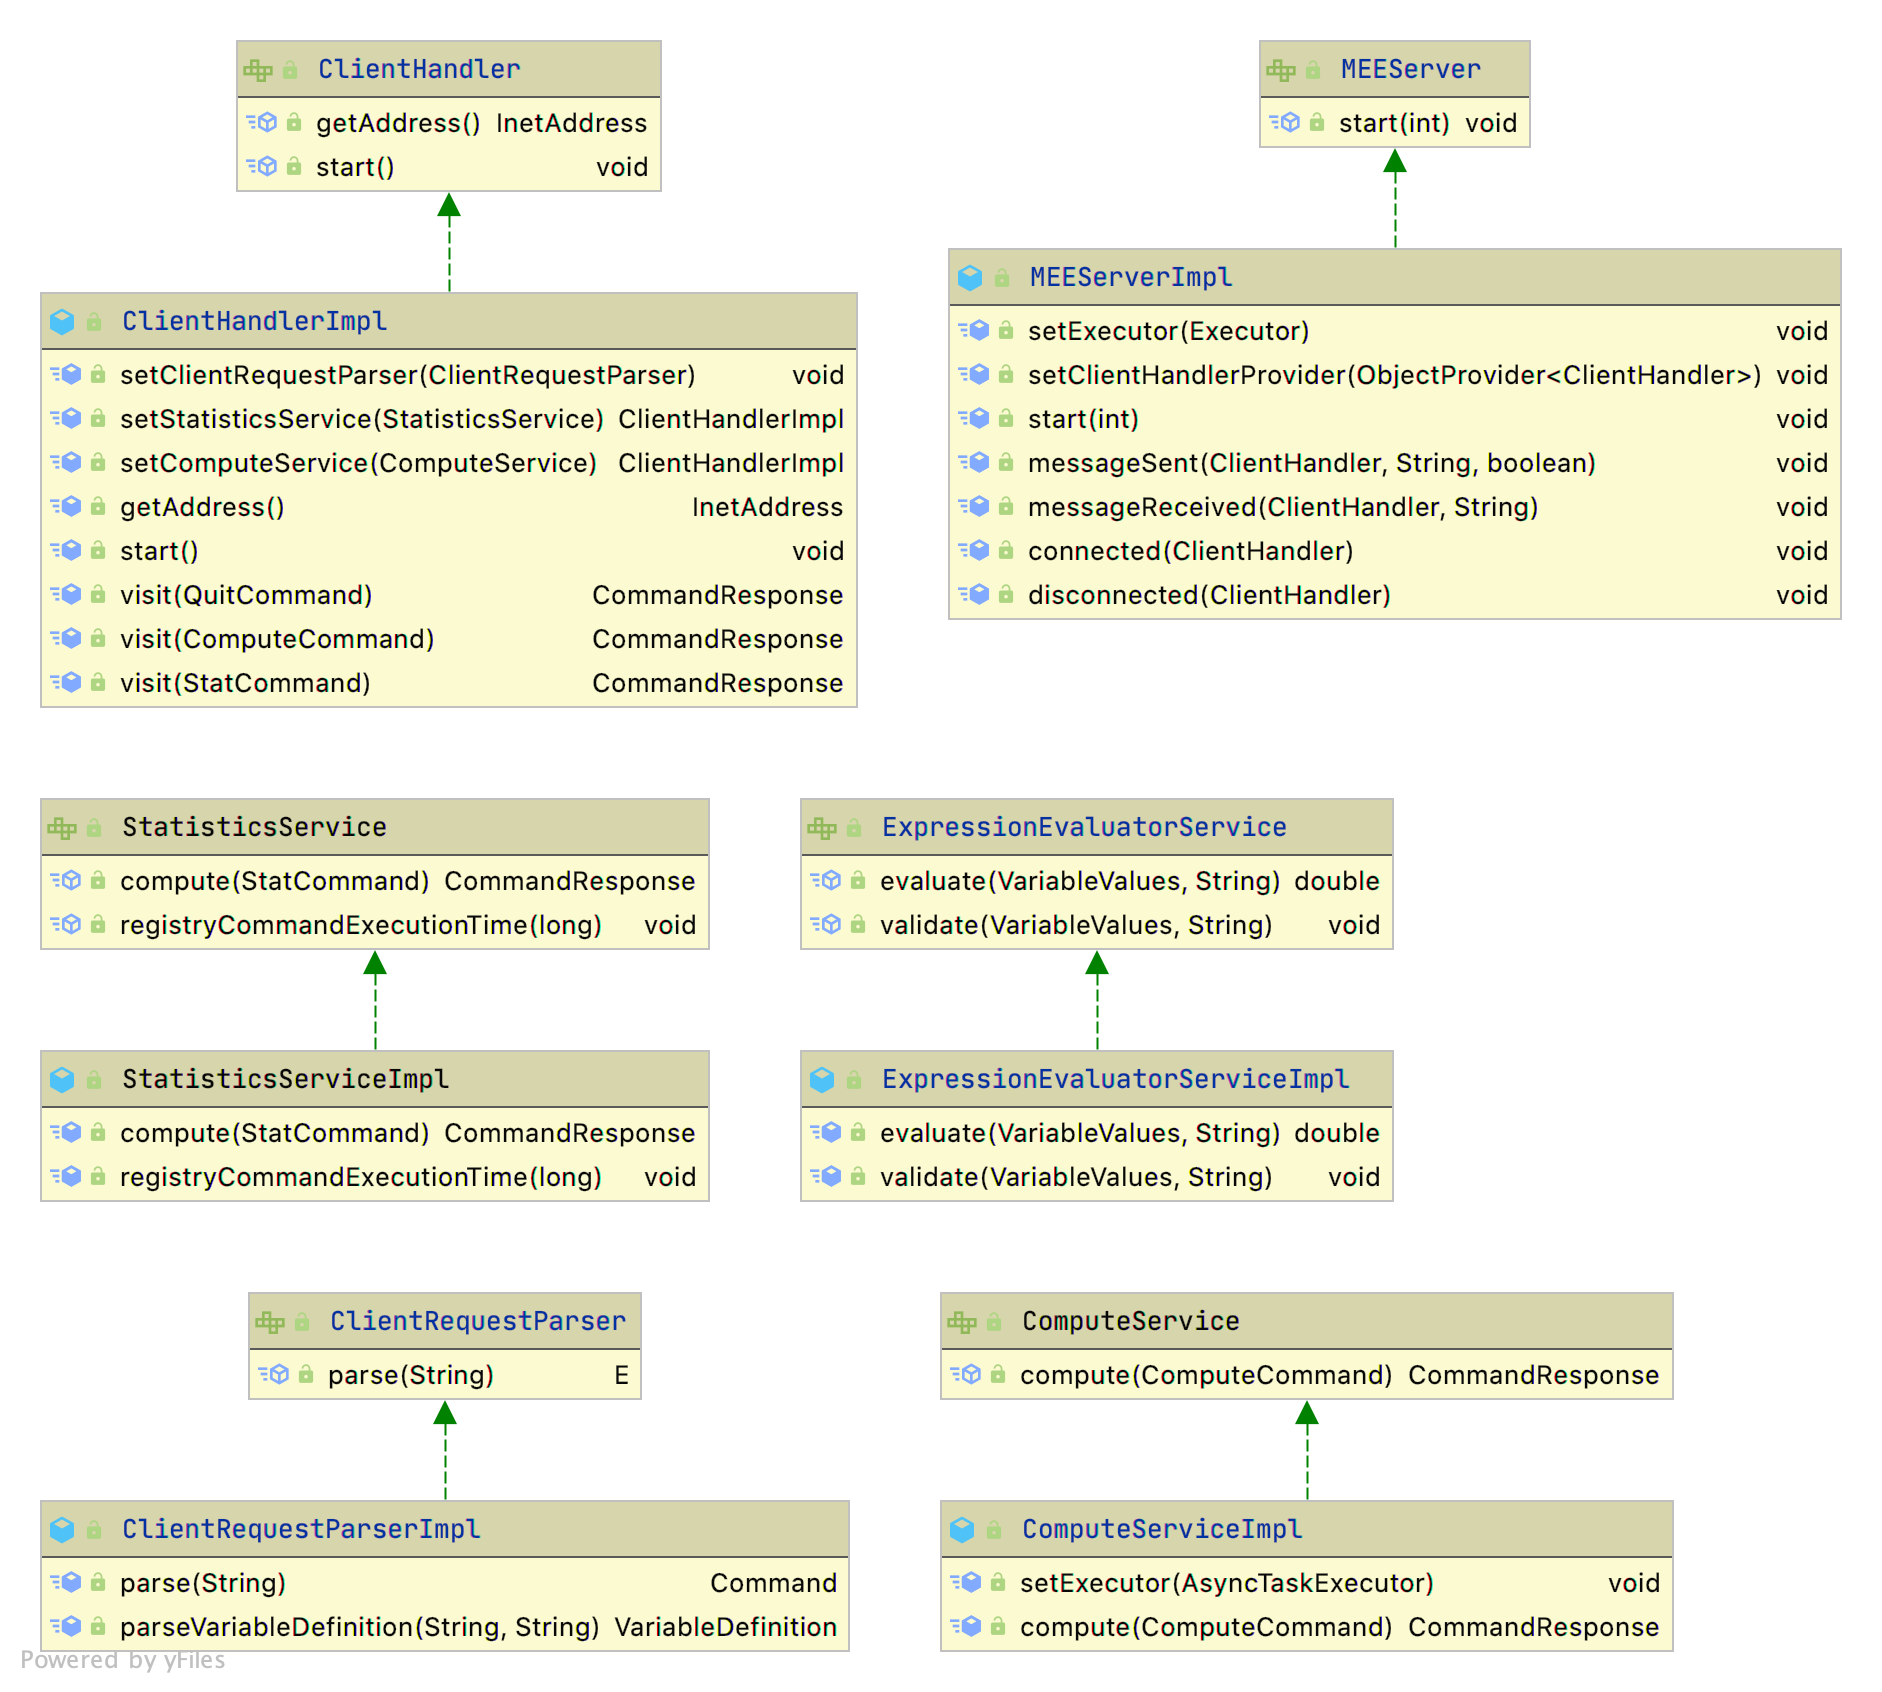 ClientHandler
getAddress() InetAddress
start() void
MEEServer
start(int) void
ClientHandlerImpl
setClientRequestParser(ClientRequestParser) void
setStatisticsService(StatisticsService) ClientHandlerImpl
setComputeService(ComputeService) ClientHandlerImpl
getAddress() InetAddress
start() void
visit(QuitCommand) CommandResponse
visit(ComputeCommand) CommandResponse
visit(StatCommand) CommandResponse
MEEServerImpl
setExecutor(Executor) void
setClientHandlerProvider(ObjectProvider<ClientHandler>) void
start(int) void
messageSent(ClientHandler, String, boolean) void
messageReceived(ClientHandler, String) void
connected(ClientHandler) void
disconnected(ClientHandler) void
StatisticsService
compute(StatCommand) CommandResponse
registryCommandExecutionTime(long) void
ExpressionEvaluatorService
evaluate(VariableValues, String) double
validate(VariableValues, String) void
StatisticsServiceImpl
compute(StatCommand) CommandResponse
registryCommandExecutionTime(long) void
ExpressionEvaluatorServiceImpl
evaluate(VariableValues, String) double
validate(VariableValues, String) void
ClientRequestParser
parse(String) E
ComputeService
compute(ComputeCommand) CommandResponse
ClientRequestParserImpl
parse(String) Command
parseVariableDefinition(String, String) VariableDefinition
ComputeServiceImpl
setExecutor(AsyncTaskExecutor) void
compute(ComputeCommand) CommandResponse
Powered by yFiles